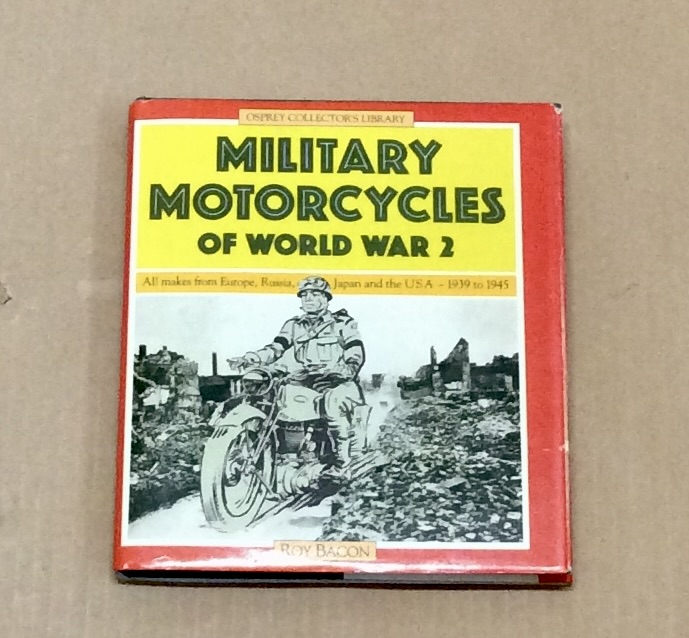 OSPREY COLLECTOR'S LIBRARY
MILITARY
MOTORCYCLES
OF WORLD WAR 2
All makes from Europe, Russia, Japan and the USA – 1939 to 1945
ROY BACON